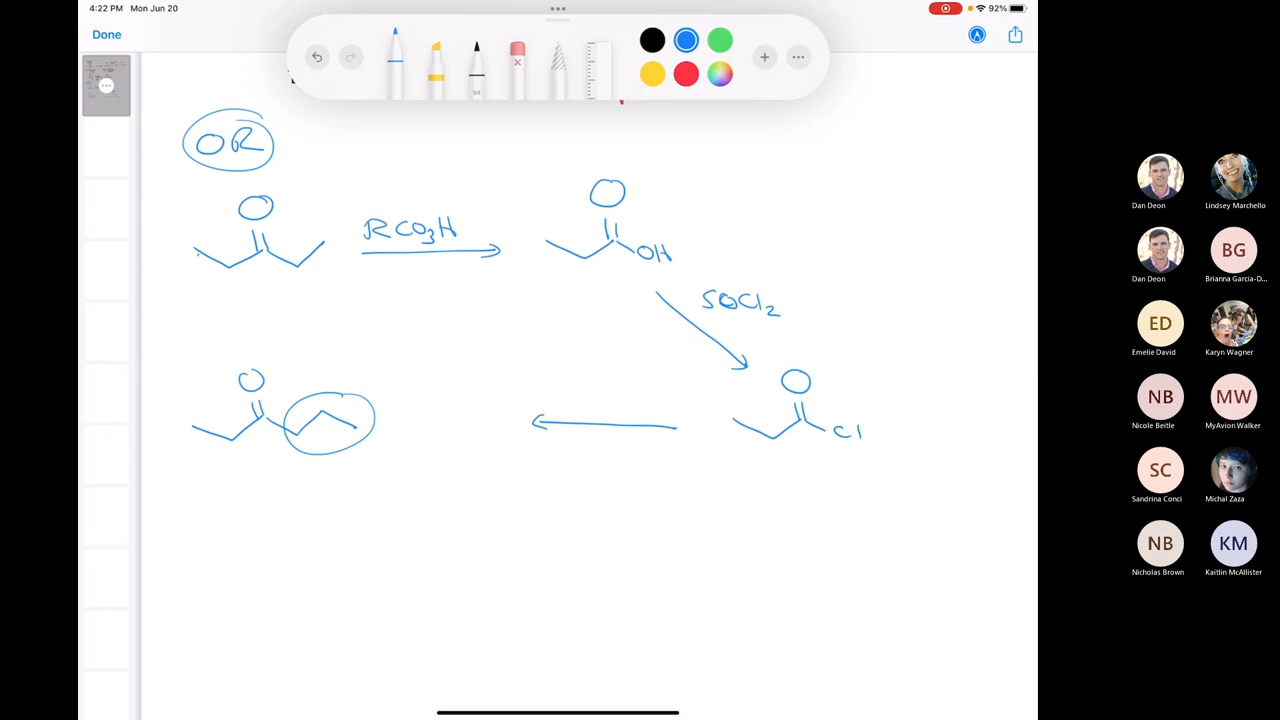 4:22 PM Mon Jun 20
92%
Done
50
OR
O
O
RCO3H
OH
SOCl2
O
O
Cl
Dan Deon
Lindsey Marchello
BG
Dan Deon
Brianna Garcia-D...
ED
Emelie David
Karyn Wagner
NB
MW
Nicole Beitle
MyAvion Walker
SC
Sandrina Conci
Michal Zaza
NB
KM
Nicholas Brown
Kaitlin McAllister